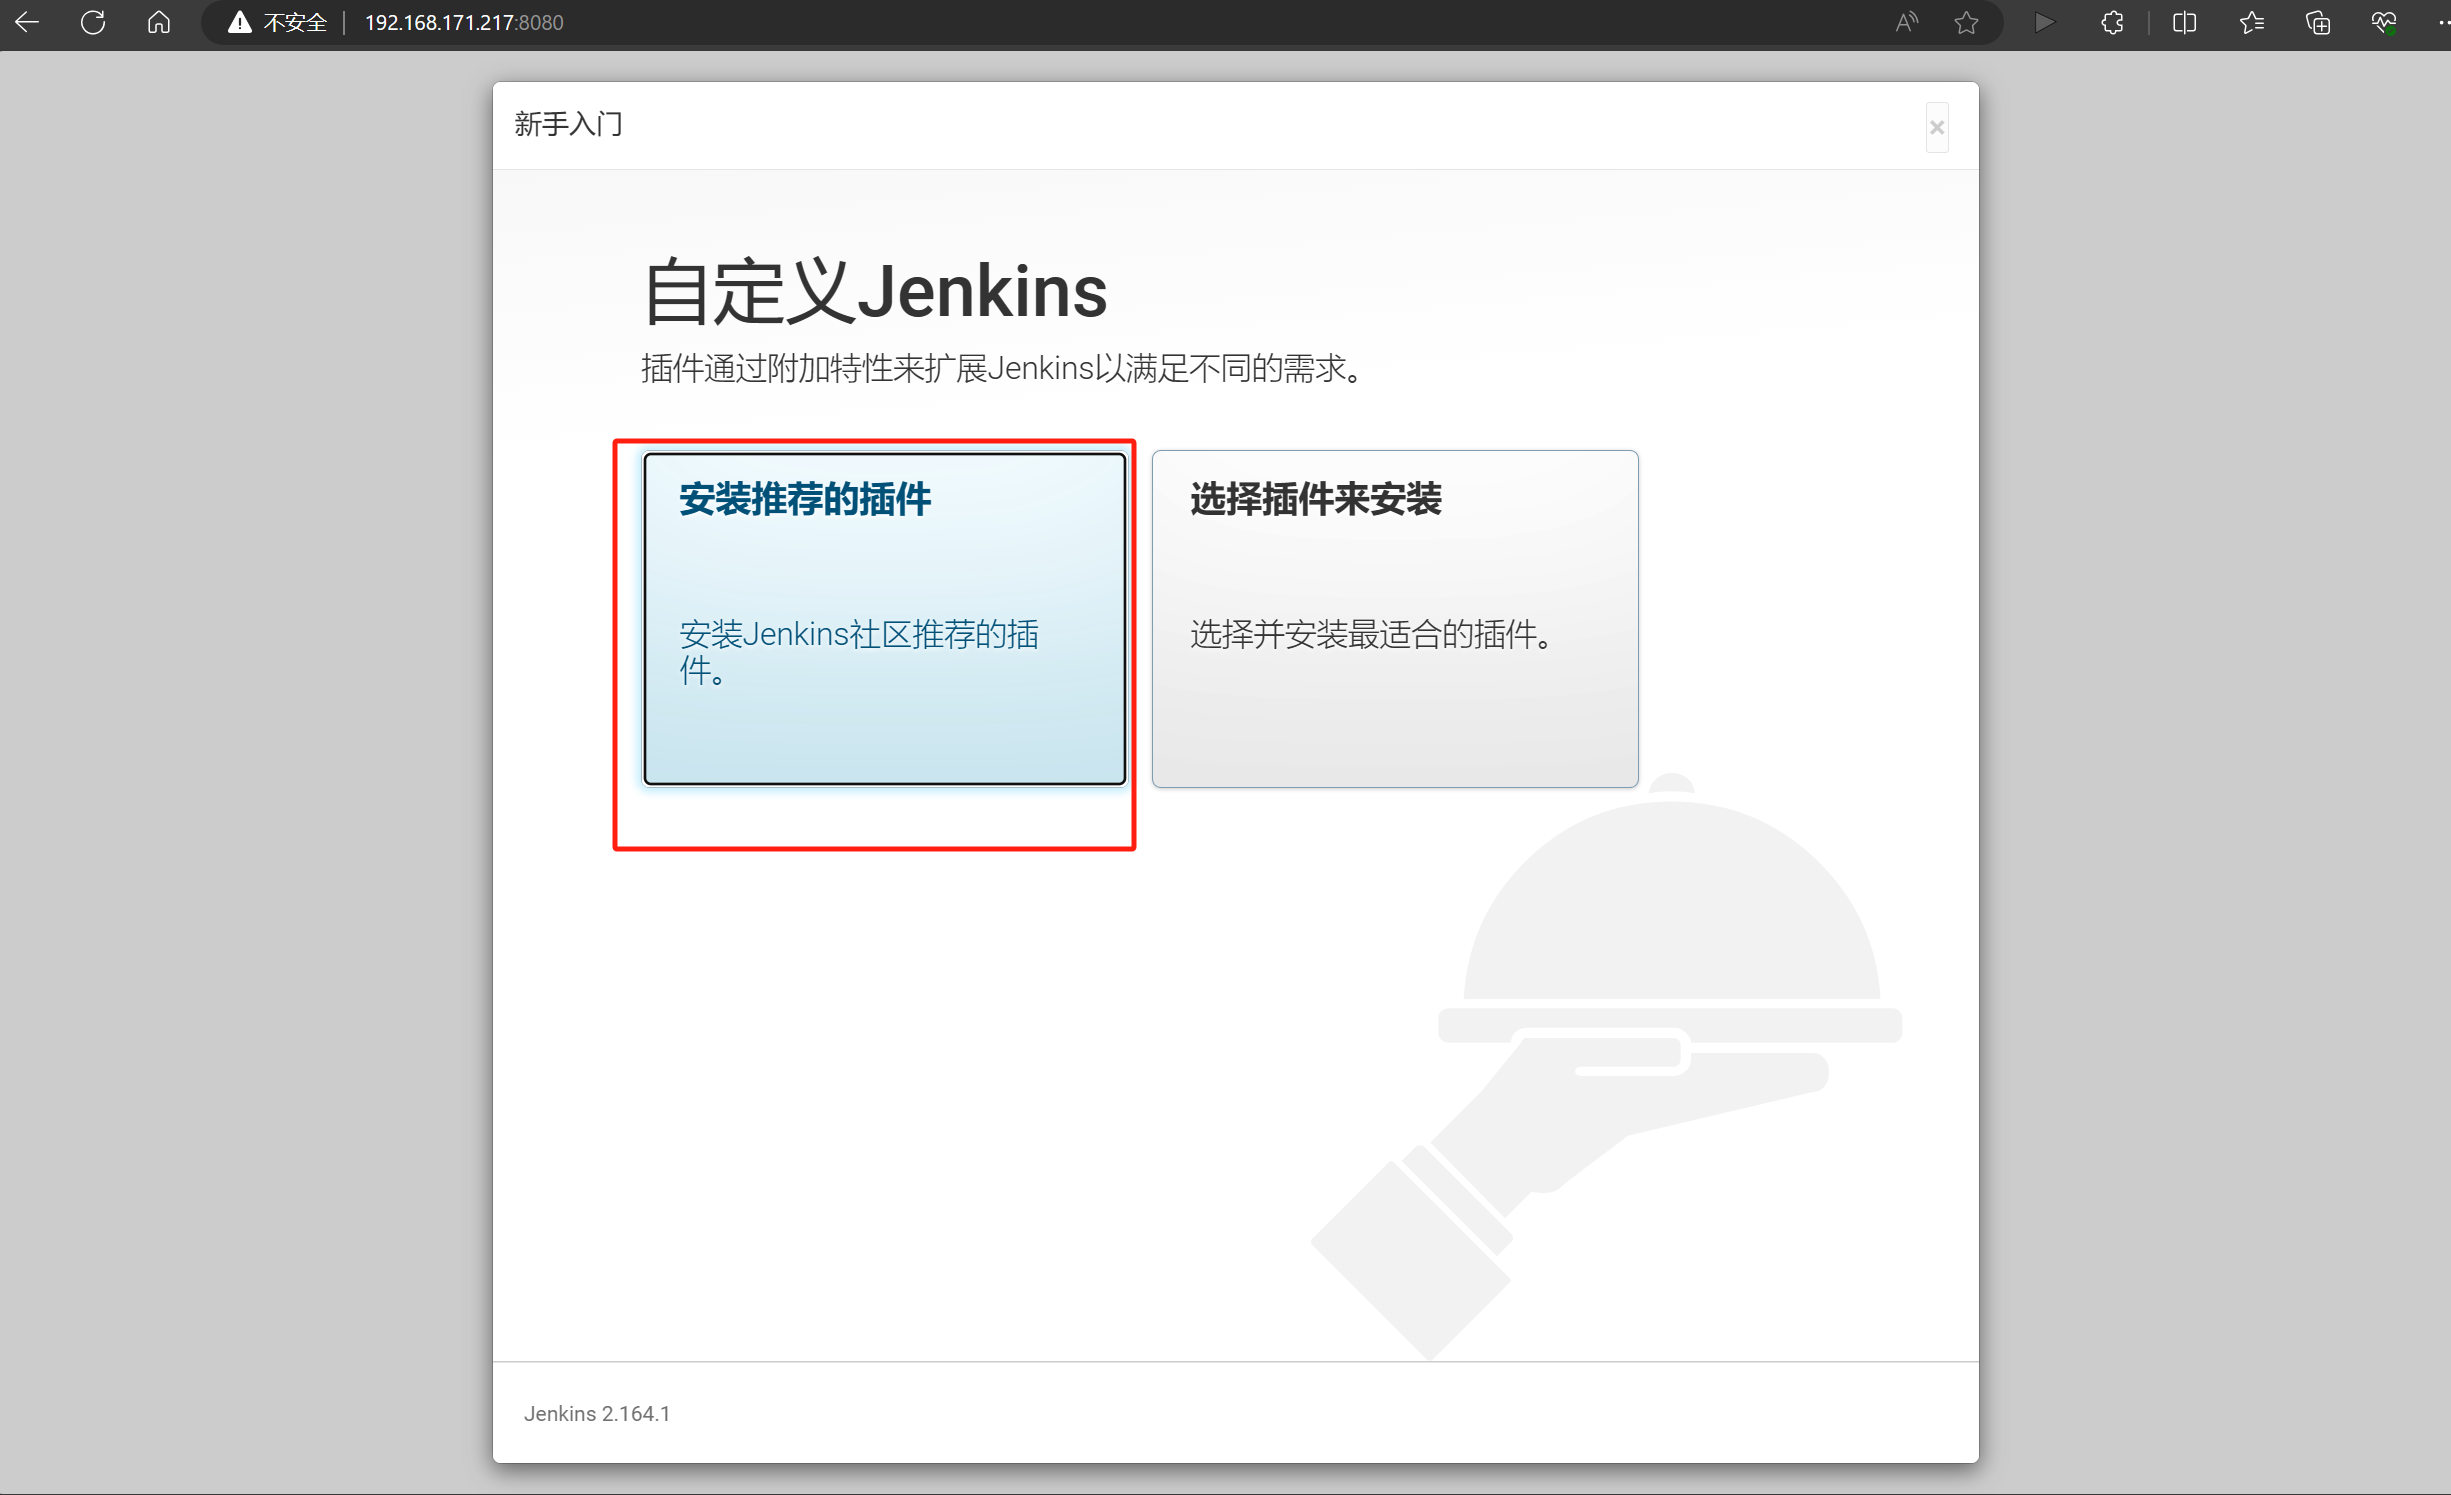 不安全 192.168.171.217:8080
新手入门
×
自定义Jenkins
插件通过附加特性来扩展Jenkins以满足不同的需求。
安装推荐的插件
安装Jenkins社区推荐的插
件。
选择插件来安装
选择并安装最适合的插件。
Jenkins 2.164.1